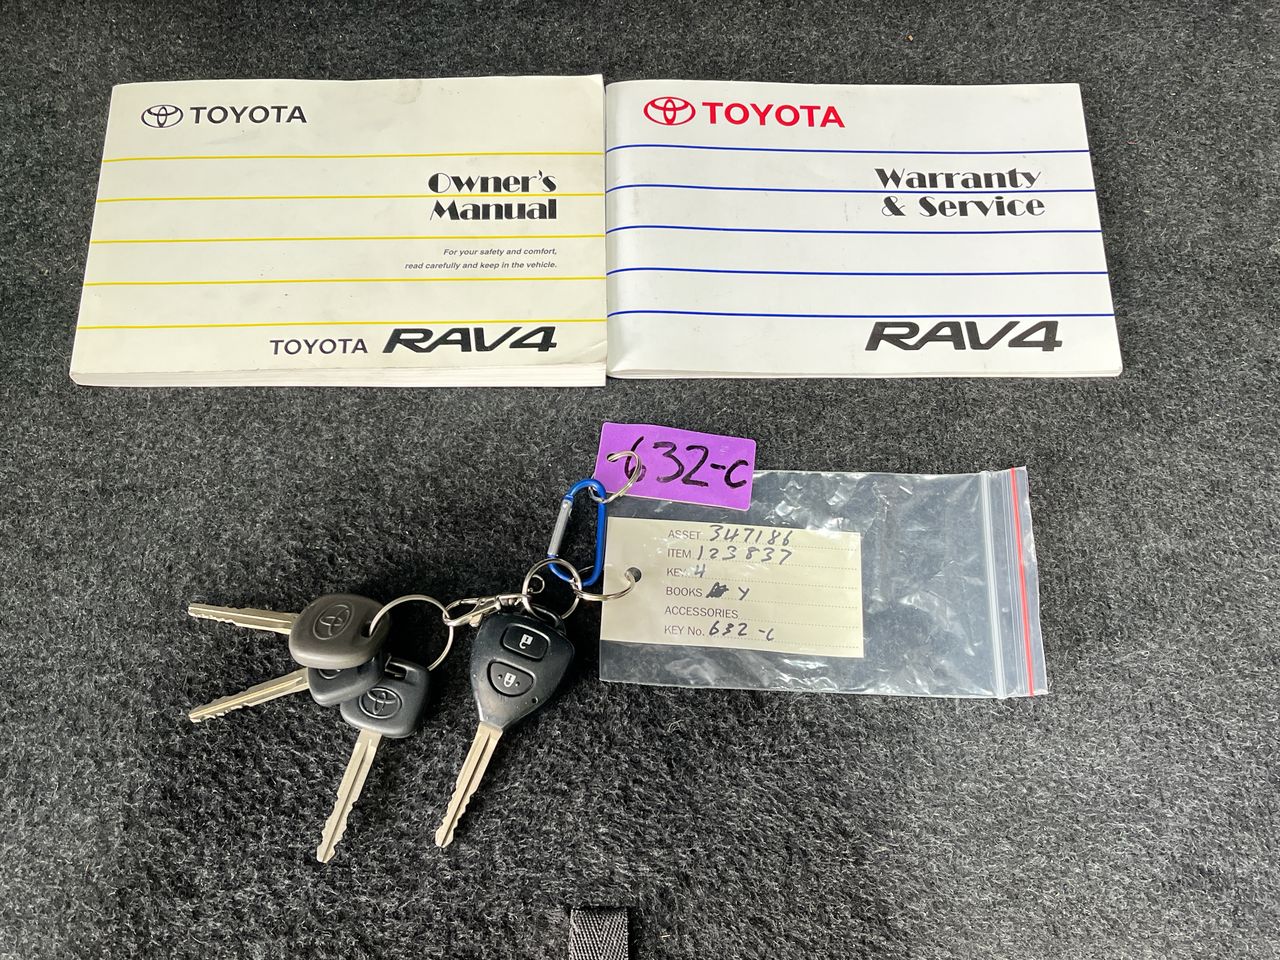 TOYOTA
Owner's
Manual
For your safety and comfort,
read carefully and keep in the vehicle.
TOYOTA RAV4
TOYOTA
Warranty
& Service
RAV4
632-C
ASSET 347186
ITEM 123837
KEY 4
BOOKS Y
ACCESSORIES
KEY No. 632-C